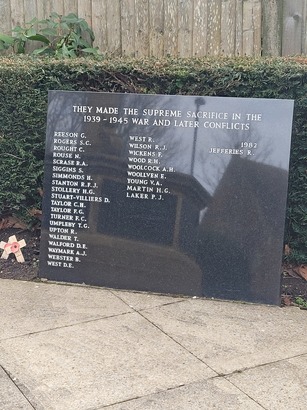 THEY MADE THE SUPREME SACRIFICE IN THE
1939 - 1945 WAR AND LATER CONFLICTS
REESON G.
ROGERS S.C.
ROUGHT C.
ROUSE N.
SCRASE R.A.
SIGGINS S.
SIMMONDS H.
STANTON R.F.J.
STOLLERY H.G.
STUART-VILLIERS D.
TAYLOR C.H.
TAYLOR F.G.
TURNER F.C.
UMPLEBY T.G.
UPTON R.
WALDER T.
WALFORD D.E.
WAYMARK A.J.
WEBSTER B.
WEST D.E.
WEST R.
WILSON R.J.
WICKENS F.
WOOD R.H.
WOOLCOCK A.H.
WOOLLVEN E.
YOUNG V.A.
MARTIN H.G.
LAKER P.J.
1982
JEFFERIES R.